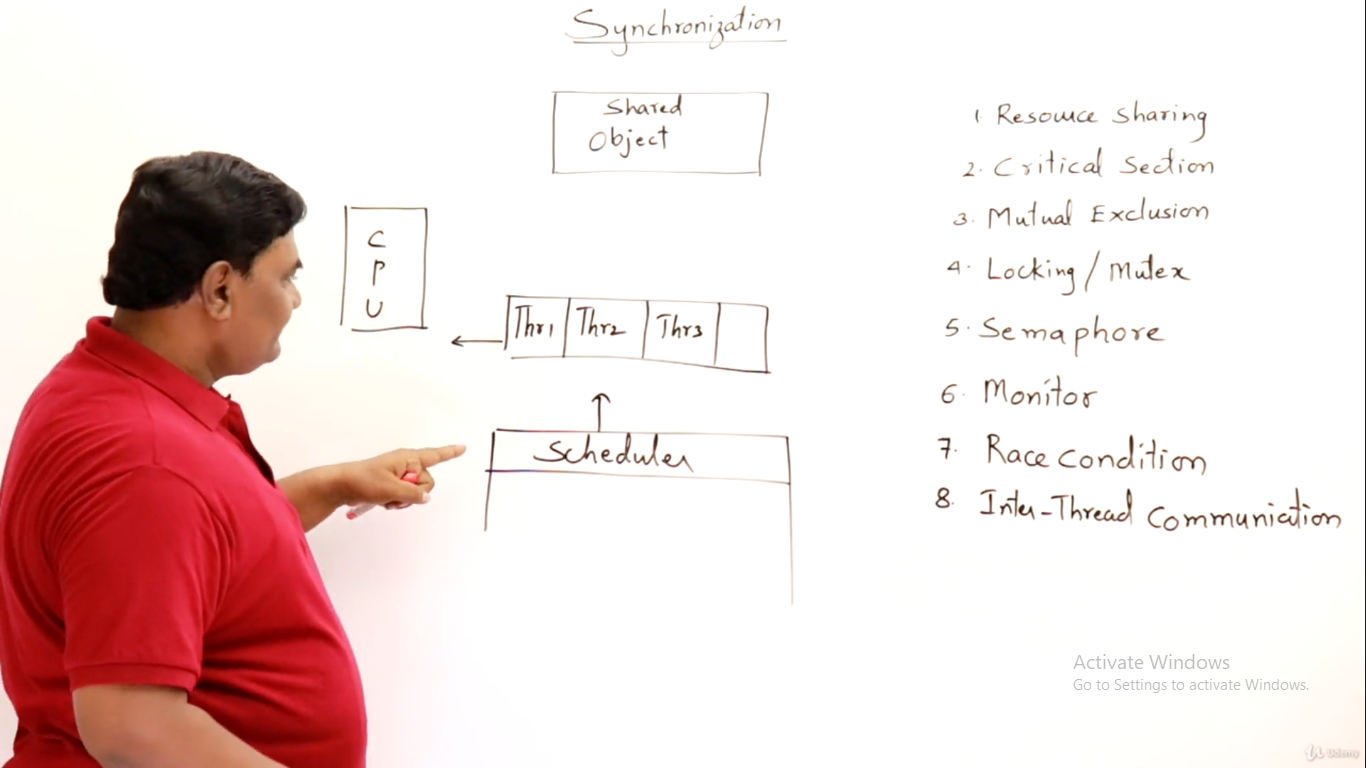 Synchronization
Shared
Object
C
P
U
Thr1 Thr2 Thr3
Scheduler
1. Resource Sharing
2. Critical Section
3. Mutual Exclusion
4. Locking / Mutex
5. Semaphore
6. Monitor
7. Race condition
8. Inter-Thread Communiation
Activate Windows
Go to Settings to activate Windows.
Udemy